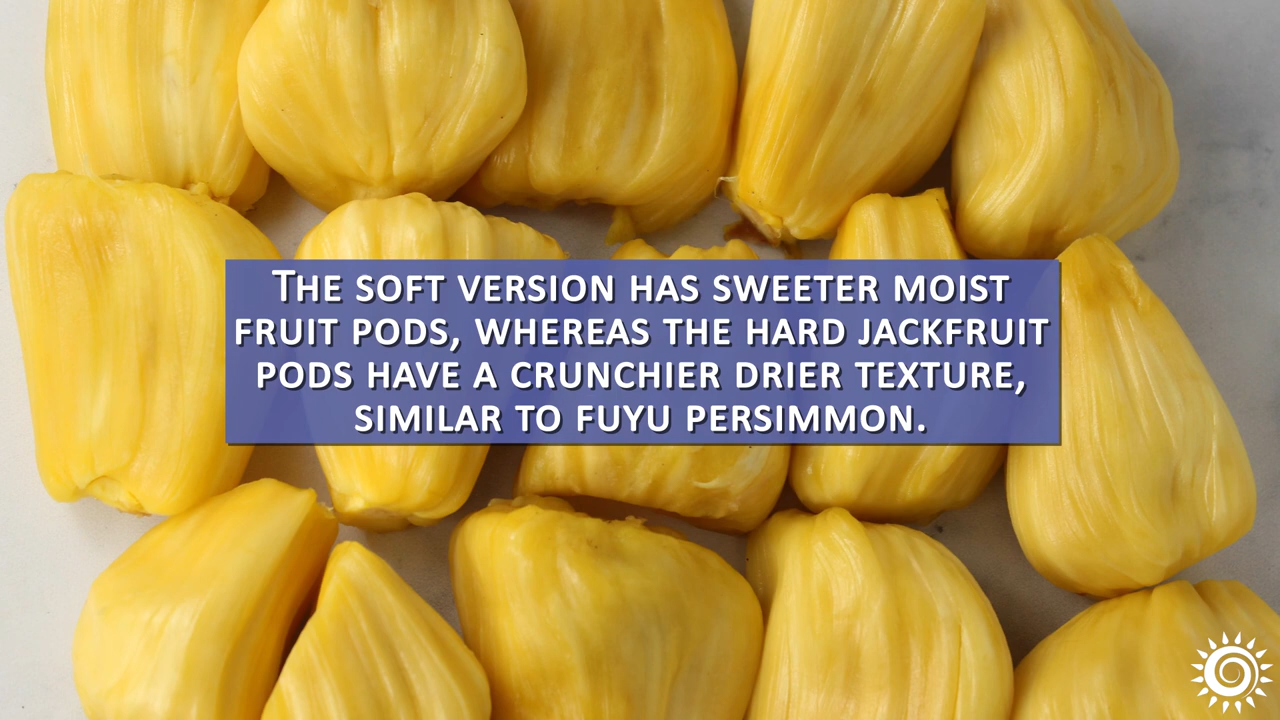 The soft version has sweeter moist
fruit pods, whereas the hard jackfruit
pods have a crunchier drier texture,
similar to fuyu persimmon.